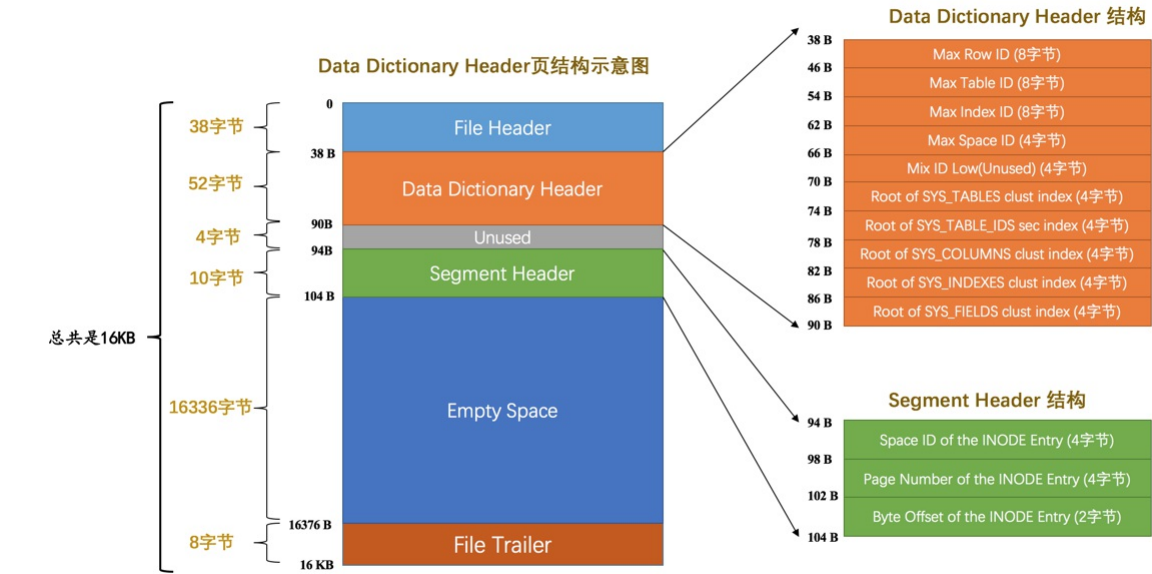 Data Dictionary Header页结构示意图
总共是16KB
38字节
52字节
4字节
10字节
16336字节
8字节
0
38 B
90B
94B
104 B
16376 B
16 KB
File Header
Data Dictionary Header
Unused
Segment Header
Empty Space
File Trailer
Data Dictionary Header 结构
38 B
Max Row ID (8字节)
46 B
Max Table ID (8字节)
54 B
Max Index ID (8字节)
62 B
Max Space ID (4字节)
66 B
Mix ID Low(Unused) (4字节)
70 B
Root of SYS_TABLES clust index (4字节)
74 B
Root of SYS_TABLE_IDS sec index (4字节)
78 B
Root of SYS_COLUMNS clust index (4字节)
82 B
Root of SYS_INDEXES clust index (4字节)
86 B
Root of SYS_FIELDS clust index (4字节)
90 B
Segment Header 结构
94 B
Space ID of the INODE Entry (4字节)
98 B
Page Number of the INODE Entry (4字节)
102 B
Byte Offset of the INODE Entry (2字节)
104 B